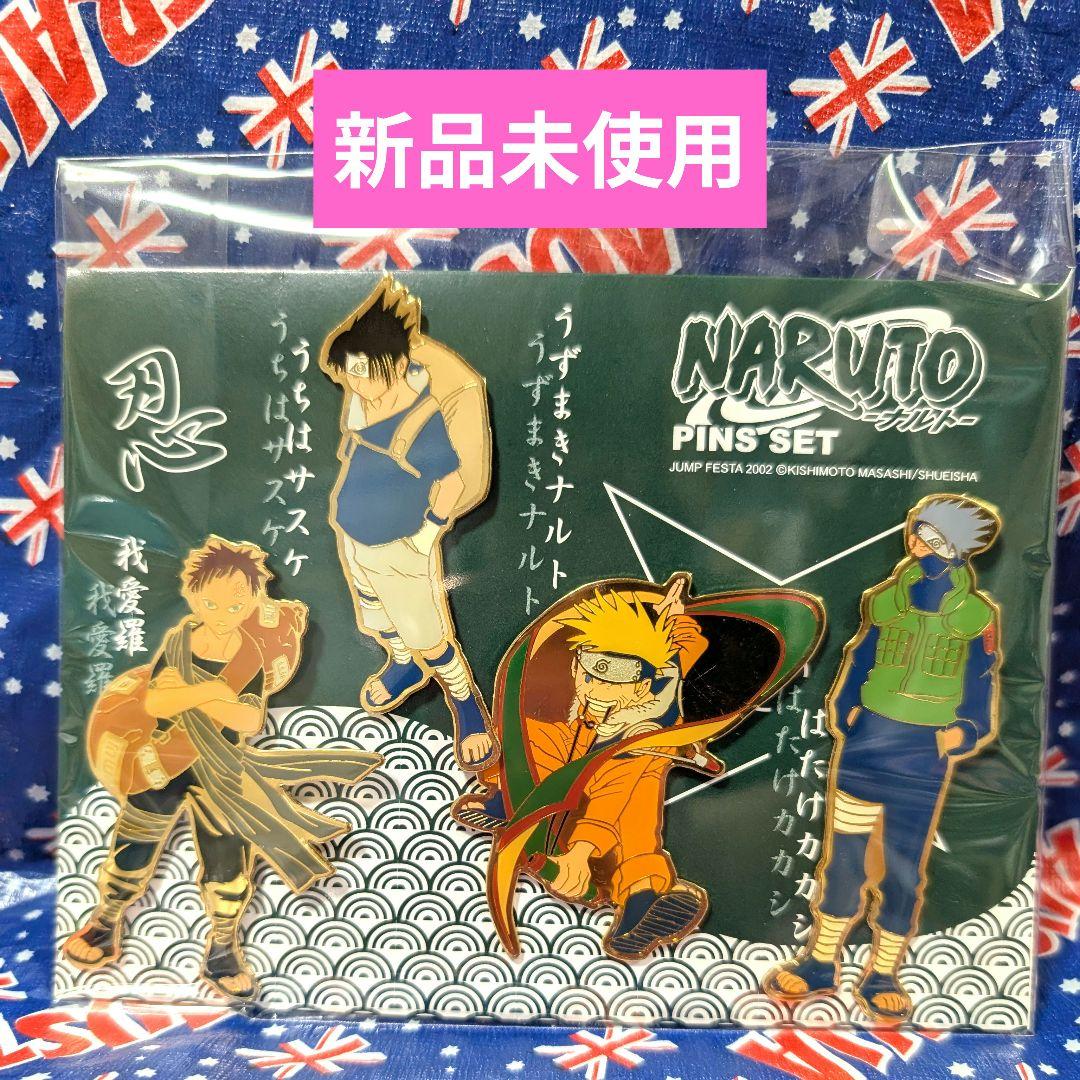 新品未使用
忍
うちはサスケ
うちはサスケ
うずまきナルト
うずまきナルト
NARUTO
ーナルトー
PINS SET
JUMP FESTA 2002 ©KISHIMOTO MASASHI/SHUEISHA
我愛羅
我愛羅
はたけカカシ
はたけカカシ